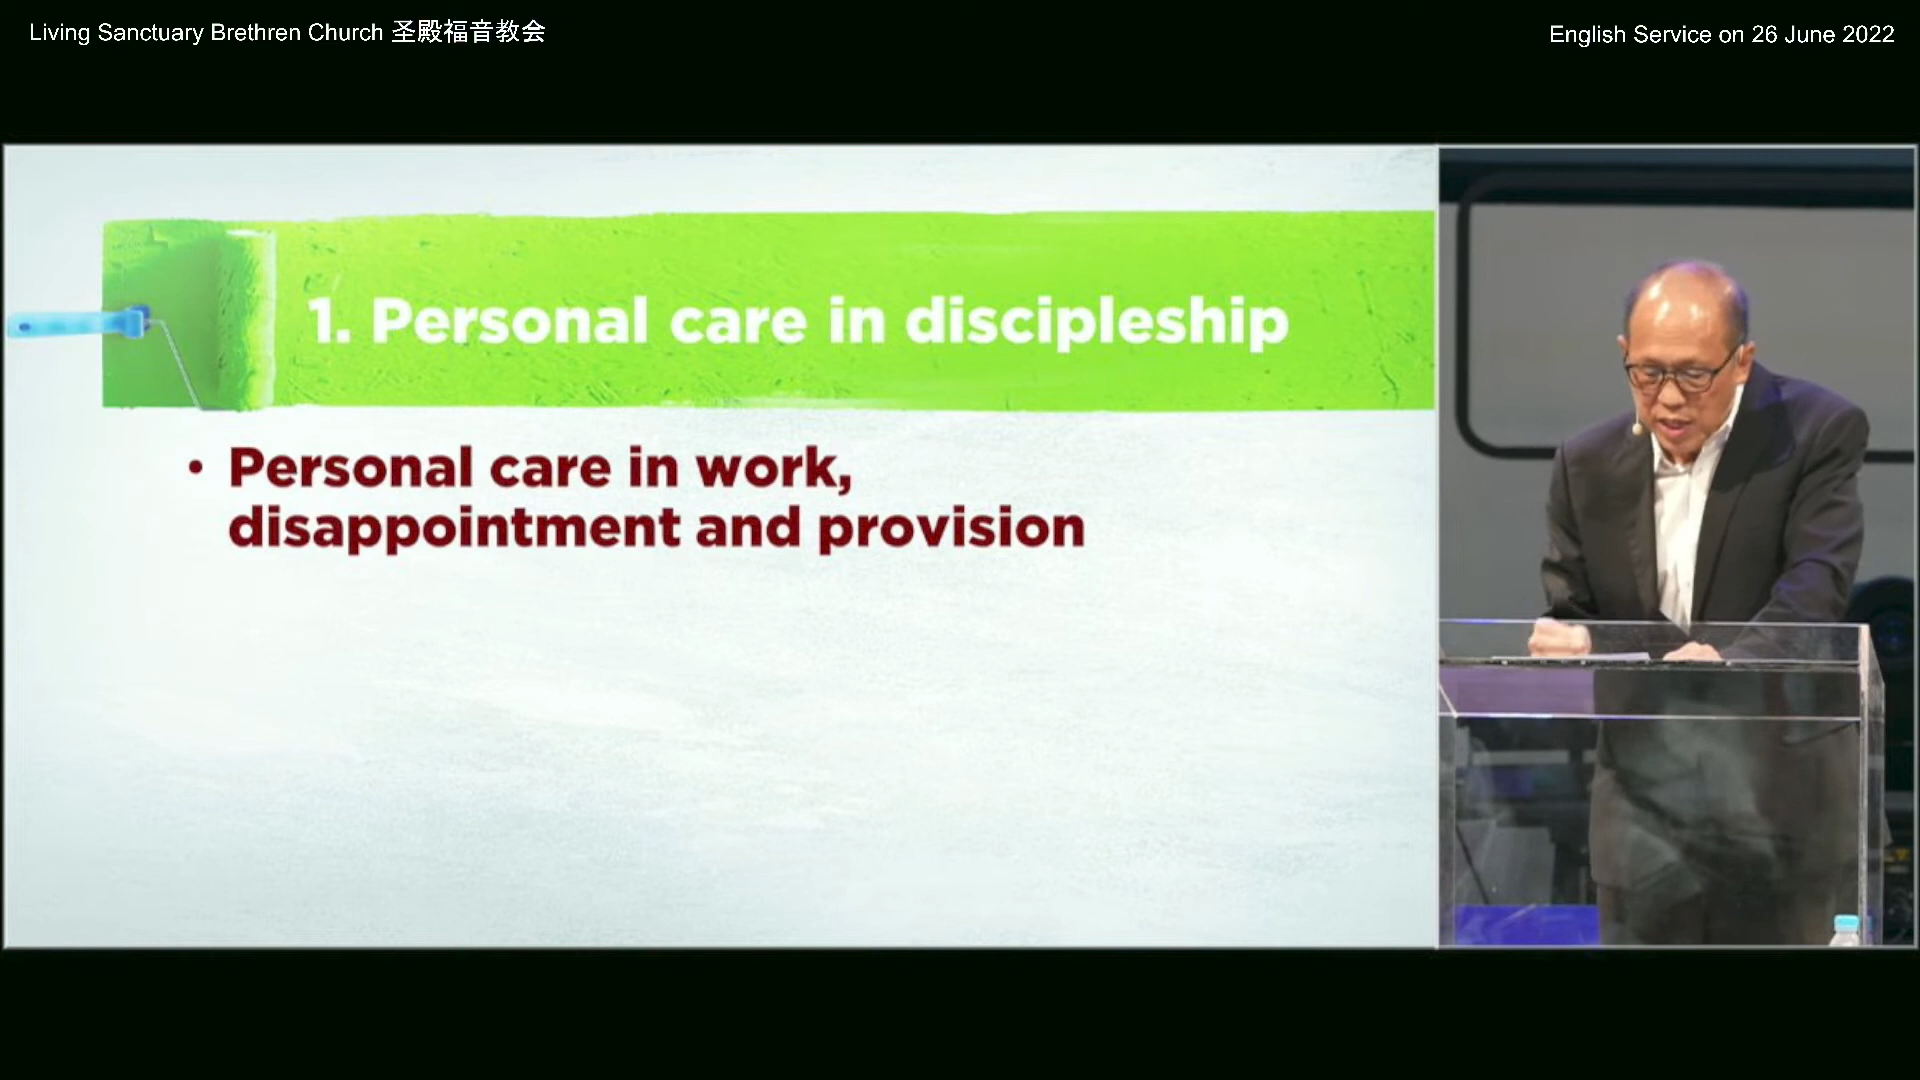 Living Sanctuary Brethren Church 圣殿福音教会
English Service on 26 June 2022
1. Personal care in discipleship
• Personal care in work,
disappointment and provision